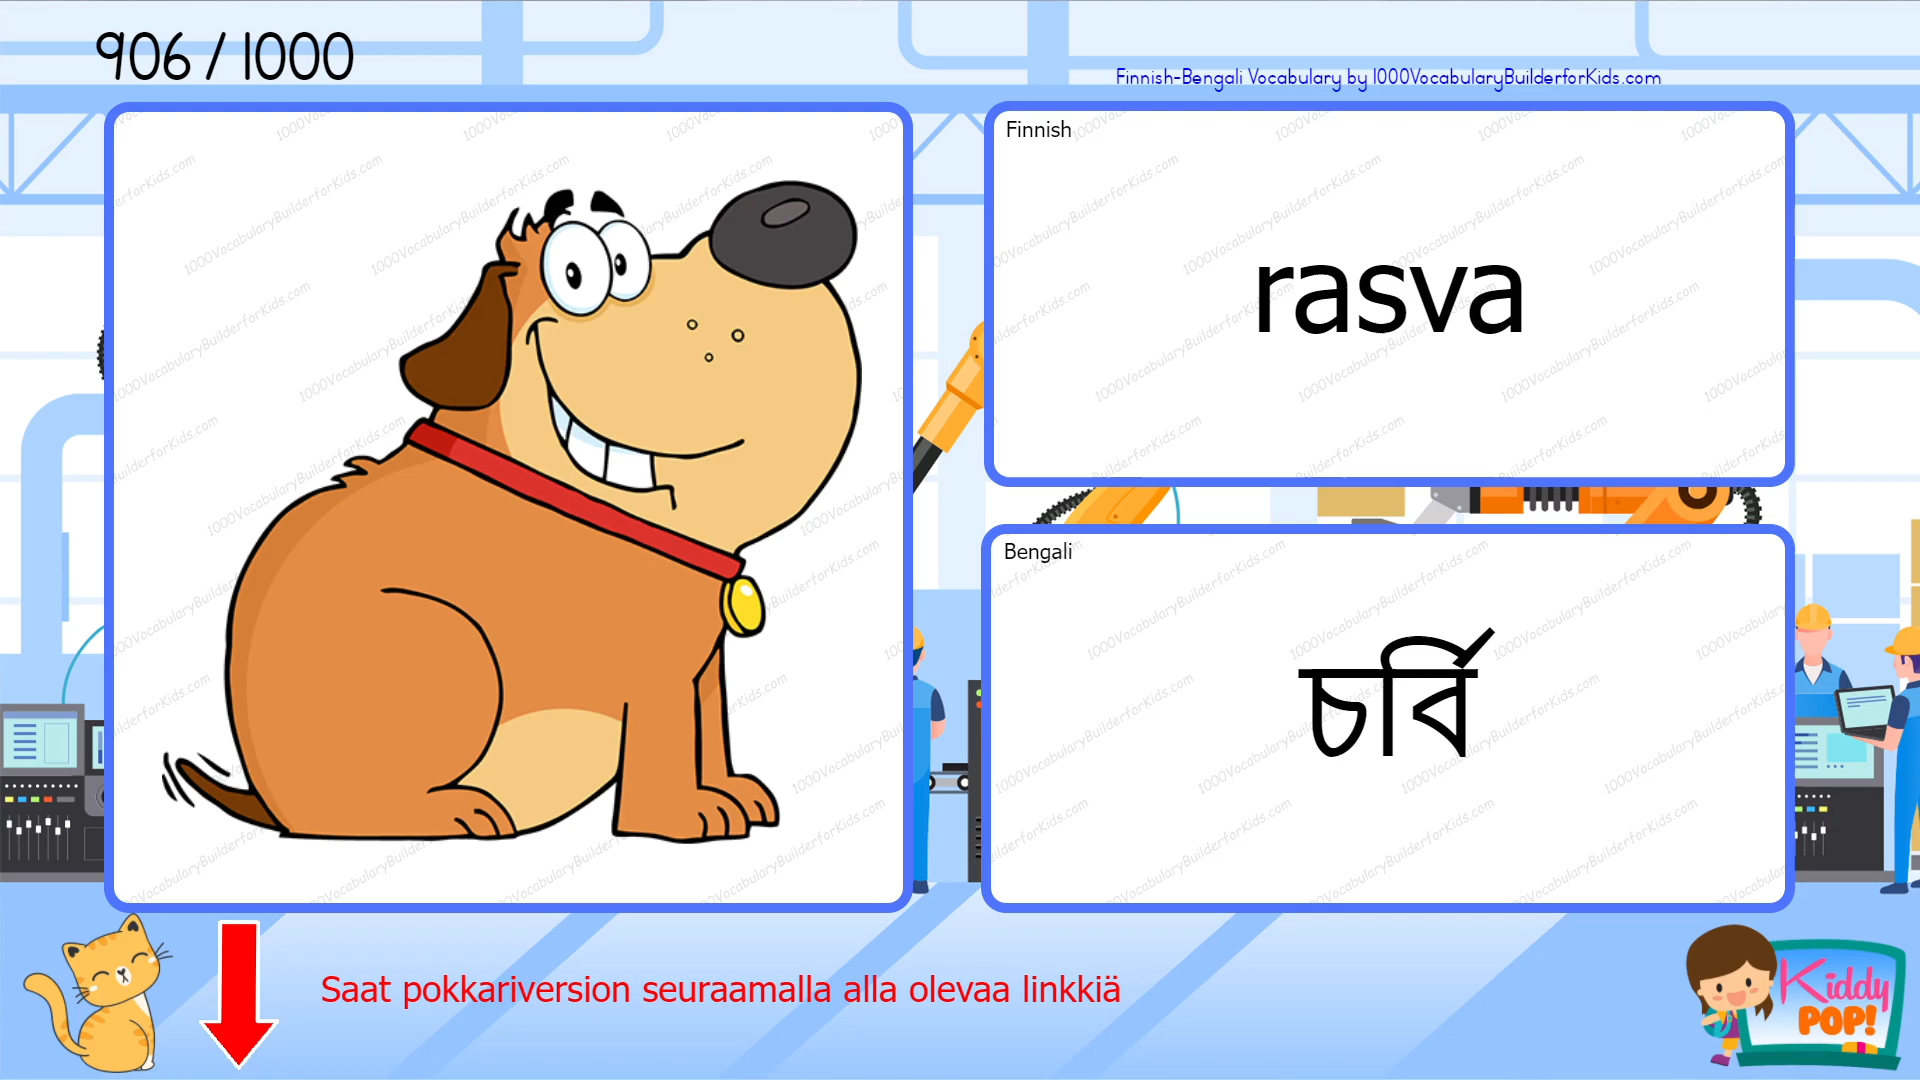 906 / 1000
Finnish-Bengali Vocabulary by 1000VocabularyBuilderforKids.com
Finnish
rasva
Bengali
চর্বি
Saat pokkariversion seuraamalla alla olevaa linkkiä
Kiddy
POP!